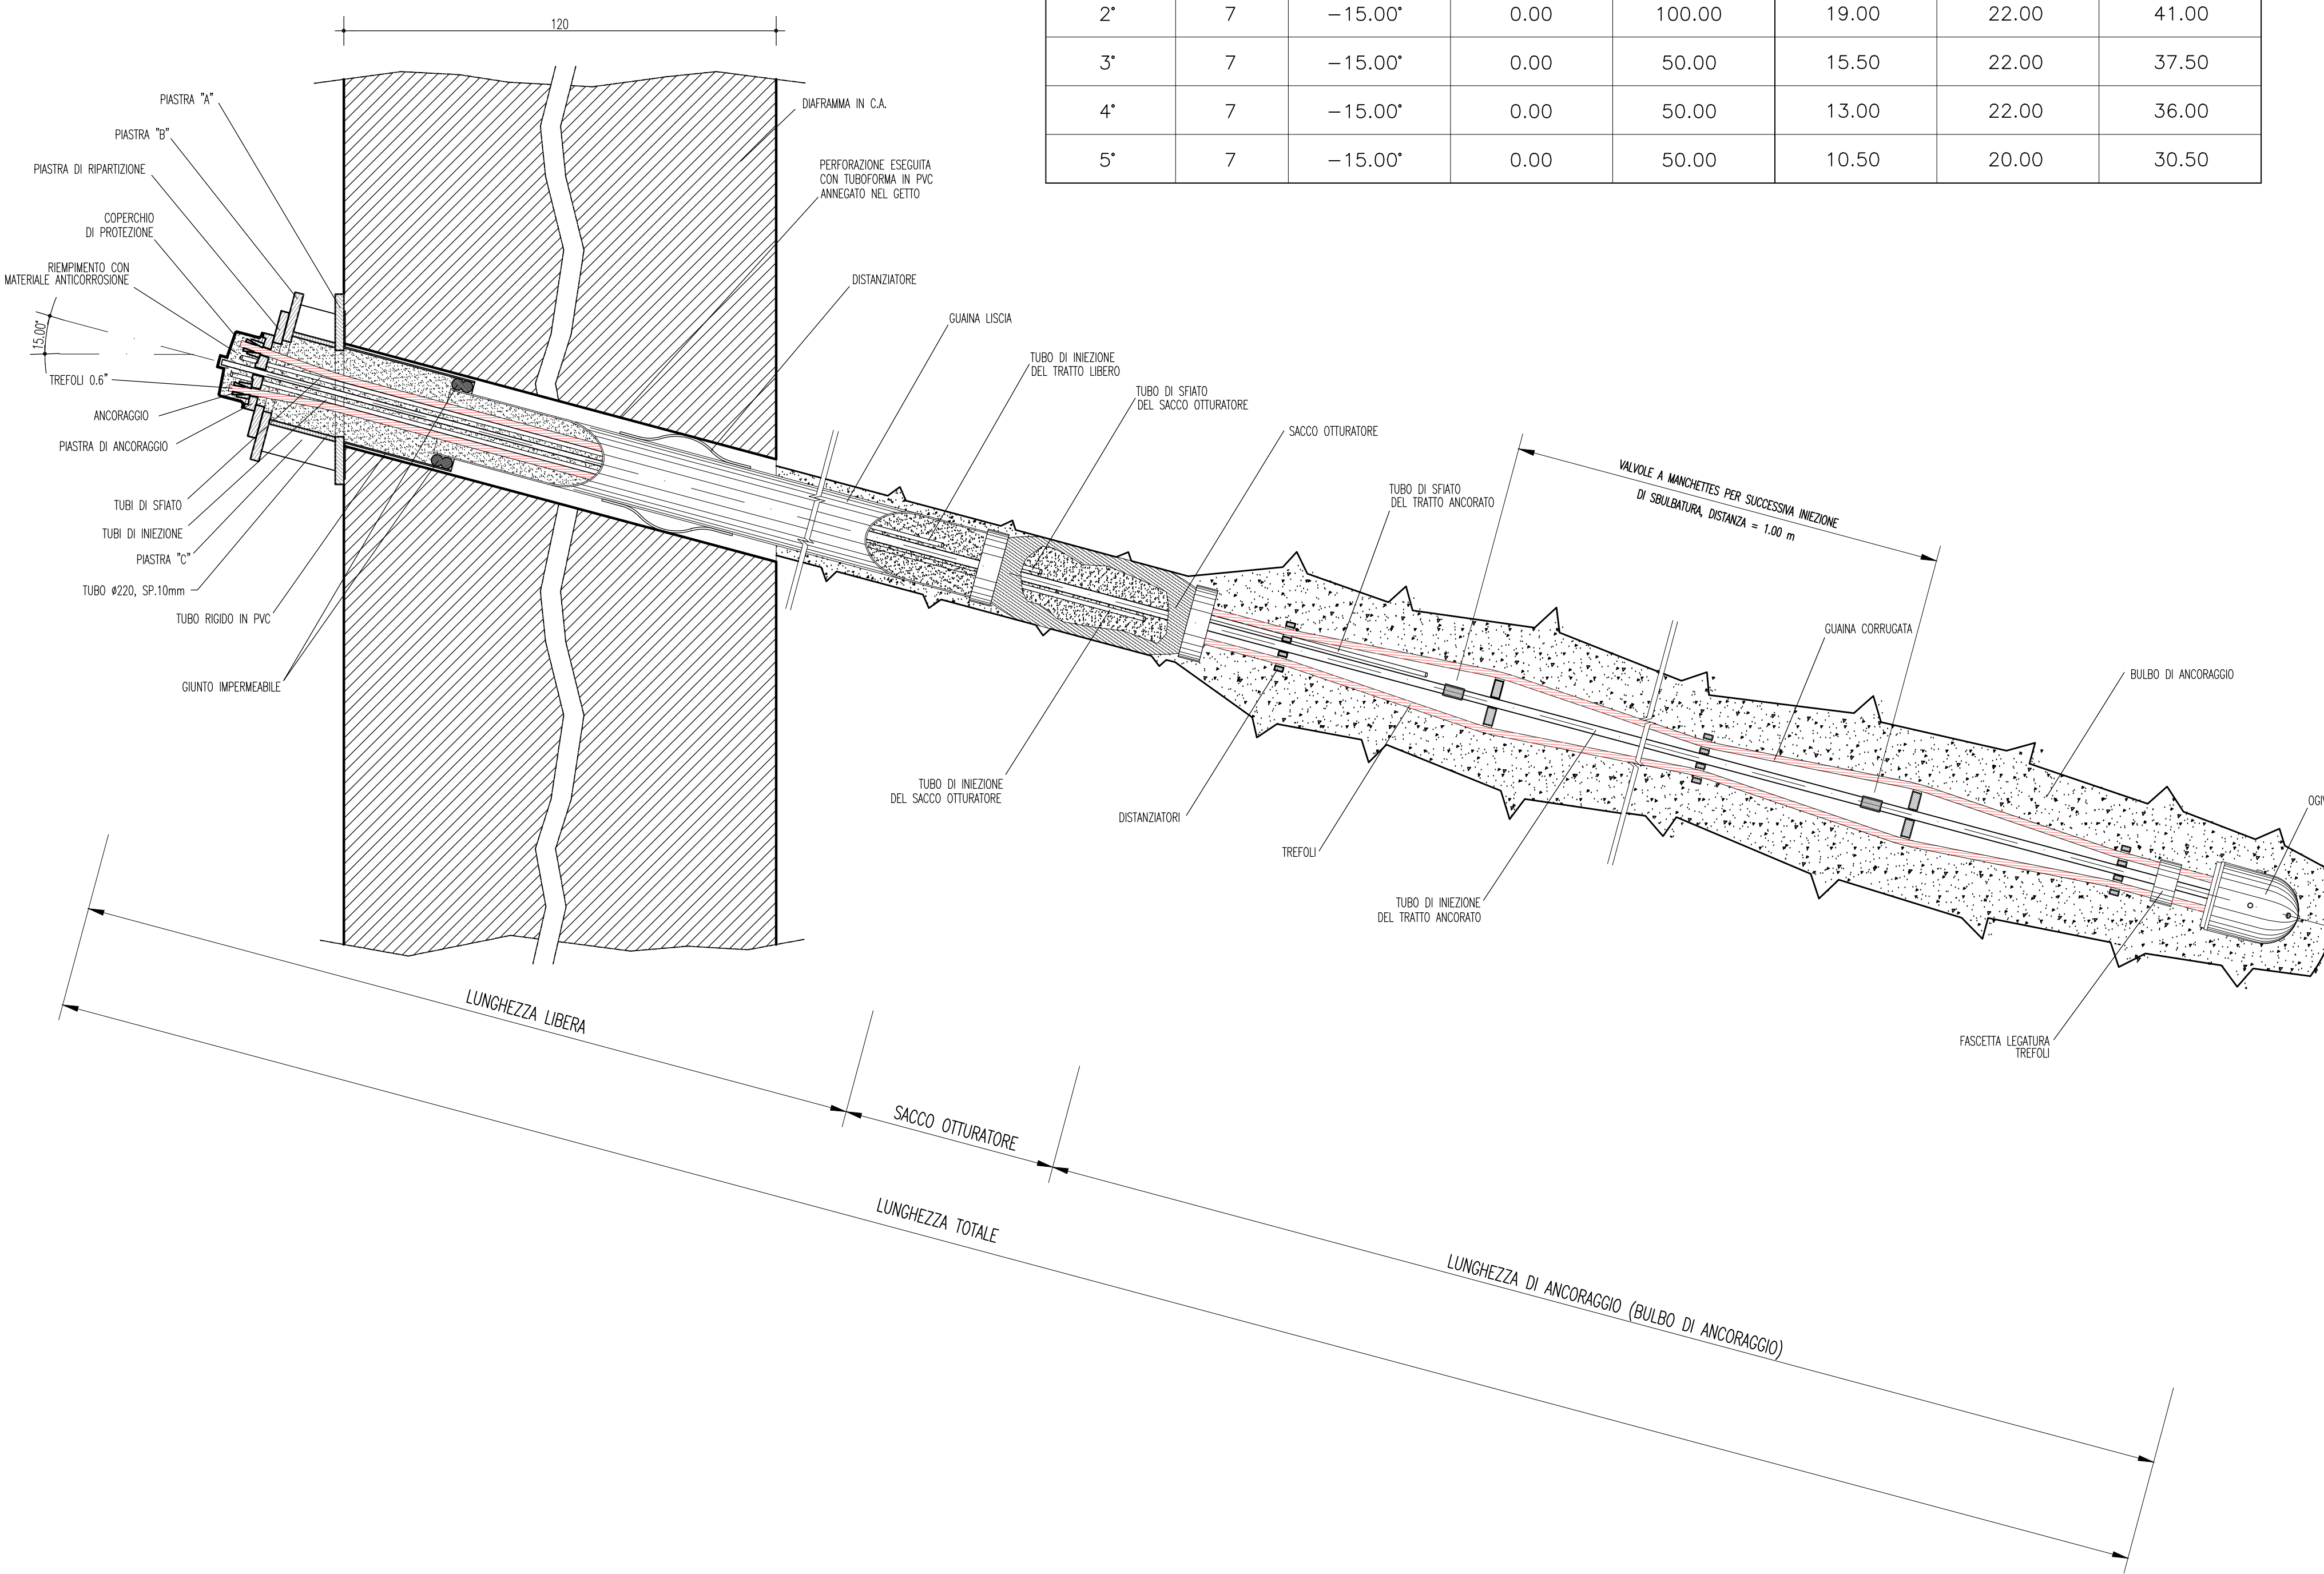 2° 7 −15.00° 0.00 100.00 19.00 22.00 41.00
3° 7 −15.00° 0.00 50.00 15.50 22.00 37.50
4° 7 −15.00° 0.00 50.00 13.00 22.00 36.00
5° 7 −15.00° 0.00 50.00 10.50 20.00 30.50
120
PIASTRA "A"
PIASTRA "B"
PIASTRA DI RIPARTIZIONE
COPERCHIO
DI PROTEZIONE
RIEMPIMENTO CON
MATERIALE ANTICORROSIONE
15.00°
TREFOLI 0.6"
ANCORAGGIO
PIASTRA DI ANCORAGGIO
TUBI DI SFIATO
TUBI DI INIEZIONE
PIASTRA "C"
TUBO Ø220, SP.10mm
TUBO RIGIDO IN PVC
GIUNTO IMPERMEABILE
DIAFRAMMA IN C.A.
PERFORAZIONE ESEGUITA
CON TUBOFORMA IN PVC
ANNEGATO NEL GETTO
DISTANZIATORE
GUAINA LISCIA
TUBO DI INIEZIONE
DEL TRATTO LIBERO
TUBO DI SFIATO
DEL SACCO OTTURATORE
SACCO OTTURATORE
TUBO DI SFIATO
DEL TRATTO ANCORATO
VALVOLE A MANCHETTES PER SUCCESSIVA INIEZIONE
DI SBULBATURA, DISTANZA = 1.00 m
GUAINA CORRUGATA
BULBO DI ANCORAGGIO
TUBO DI INIEZIONE
DEL SACCO OTTURATORE
DISTANZIATORI
TREFOLI
TUBO DI INIEZIONE
DEL TRATTO ANCORATO
FASCETTA LEGATURA
TREFOLI
LUNGHEZZA LIBERA
SACCO OTTURATORE
LUNGHEZZA TOTALE
LUNGHEZZA DI ANCORAGGIO (BULBO DI ANCORAGGIO)